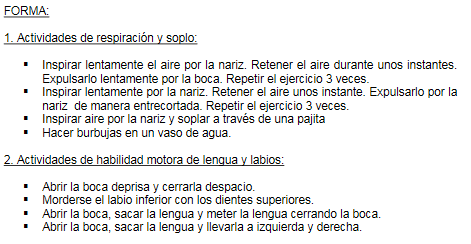 FORMA:
1. Actividades de respiración y soplo:
▪ Inspirar lentamente el aire por la nariz. Retener el aire durante unos instantes.
Expulsarlo lentamente por la boca. Repetir el ejercicio 3 veces.
▪ Inspirar lentamente por la nariz. Retener el aire unos instante. Expulsarlo por la
nariz de manera entrecortada. Repetir el ejercicio 3 veces.
▪ Inspirar aire por la nariz y soplar a través de una pajita
▪ Hacer burbujas en un vaso de agua.
2. Actividades de habilidad motora de lengua y labios:
▪ Abrir la boca deprisa y cerrarla despacio.
▪ Morderse el labio inferior con los dientes superiores.
▪ Abrir la boca, sacar la lengua y meter la lengua cerrando la boca.
▪ Abrir la boca, sacar la lengua y llevarla a izquierda y derecha.